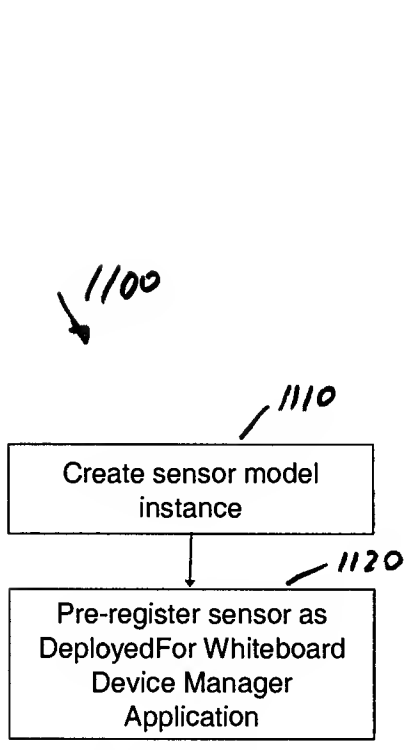 1100
1110
Create sensor model
instance
1120
Pre-register sensor as
DeployedFor Whiteboard
Device Manager
Application